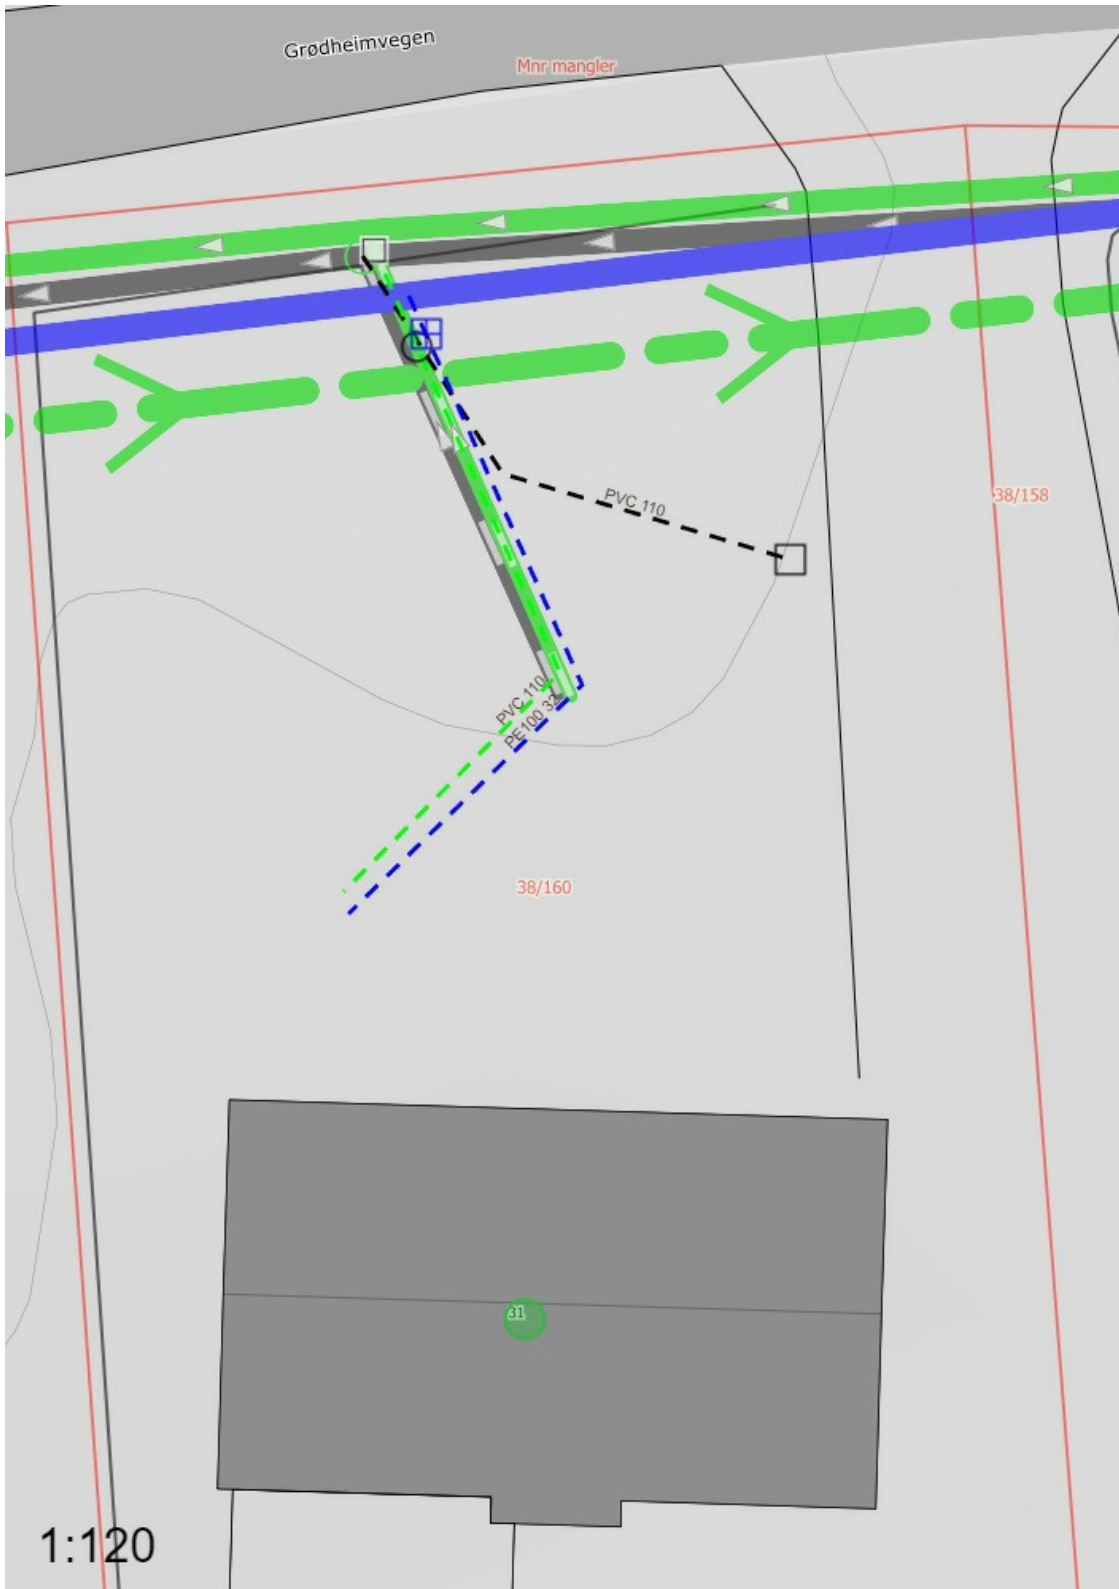 Grødheimvegen
Mnr mangler
38/158
PVC 110
PVC 110
PE100 32
38/160
31
1:120